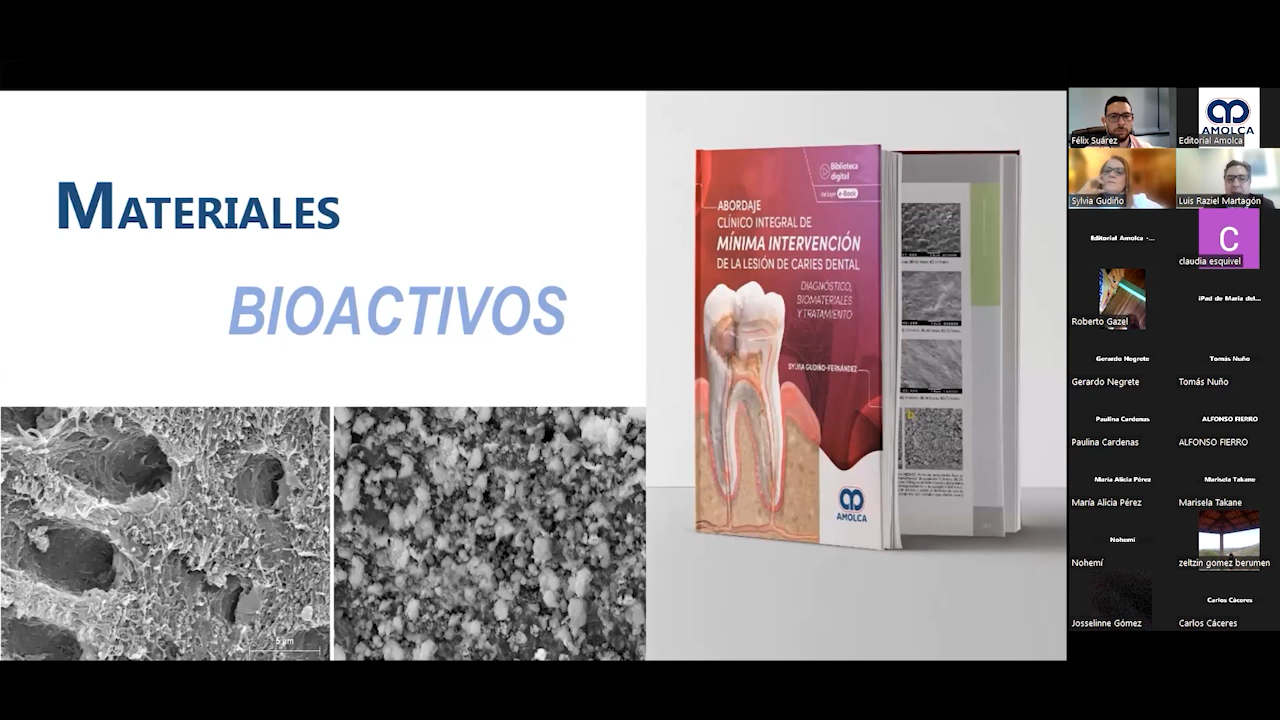 MATERIALES
BIOACTIVOS
5 µm
Biblioteca
digital
incluye e-Book
ABORDAJE
CLÍNICO INTEGRAL DE
MÍNIMA INTERVENCIÓN
DE LA LESIÓN DE CARIES DENTAL
DIAGNÓSTICO,
BIOMATERIALES
Y TRATAMIENTO
SYLVIA GUDIÑO-FERNÁNDEZ
AMOLCA
Félix Suárez
AMOLCA
Editorial Amolca
Sylvia Gudiño
Luis Raziel Martagón
Editorial Amolca -...
C
claudia esquivel
Roberto Gazel
iPad de Maria del...
Gerardo Negrete
Gerardo Negrete
Tomás Nuño
Tomás Nuño
Paulina Cardenas
Paulina Cardenas
ALFONSO FIERRO
ALFONSO FIERRO
María Alicia Pérez
María Alicia Pérez
Marisela Takane
Marisela Takane
Nohemí
Nohemí
zeltzin gomez berumen
Josselinne Gómez
Carlos Cáceres
Carlos Cáceres